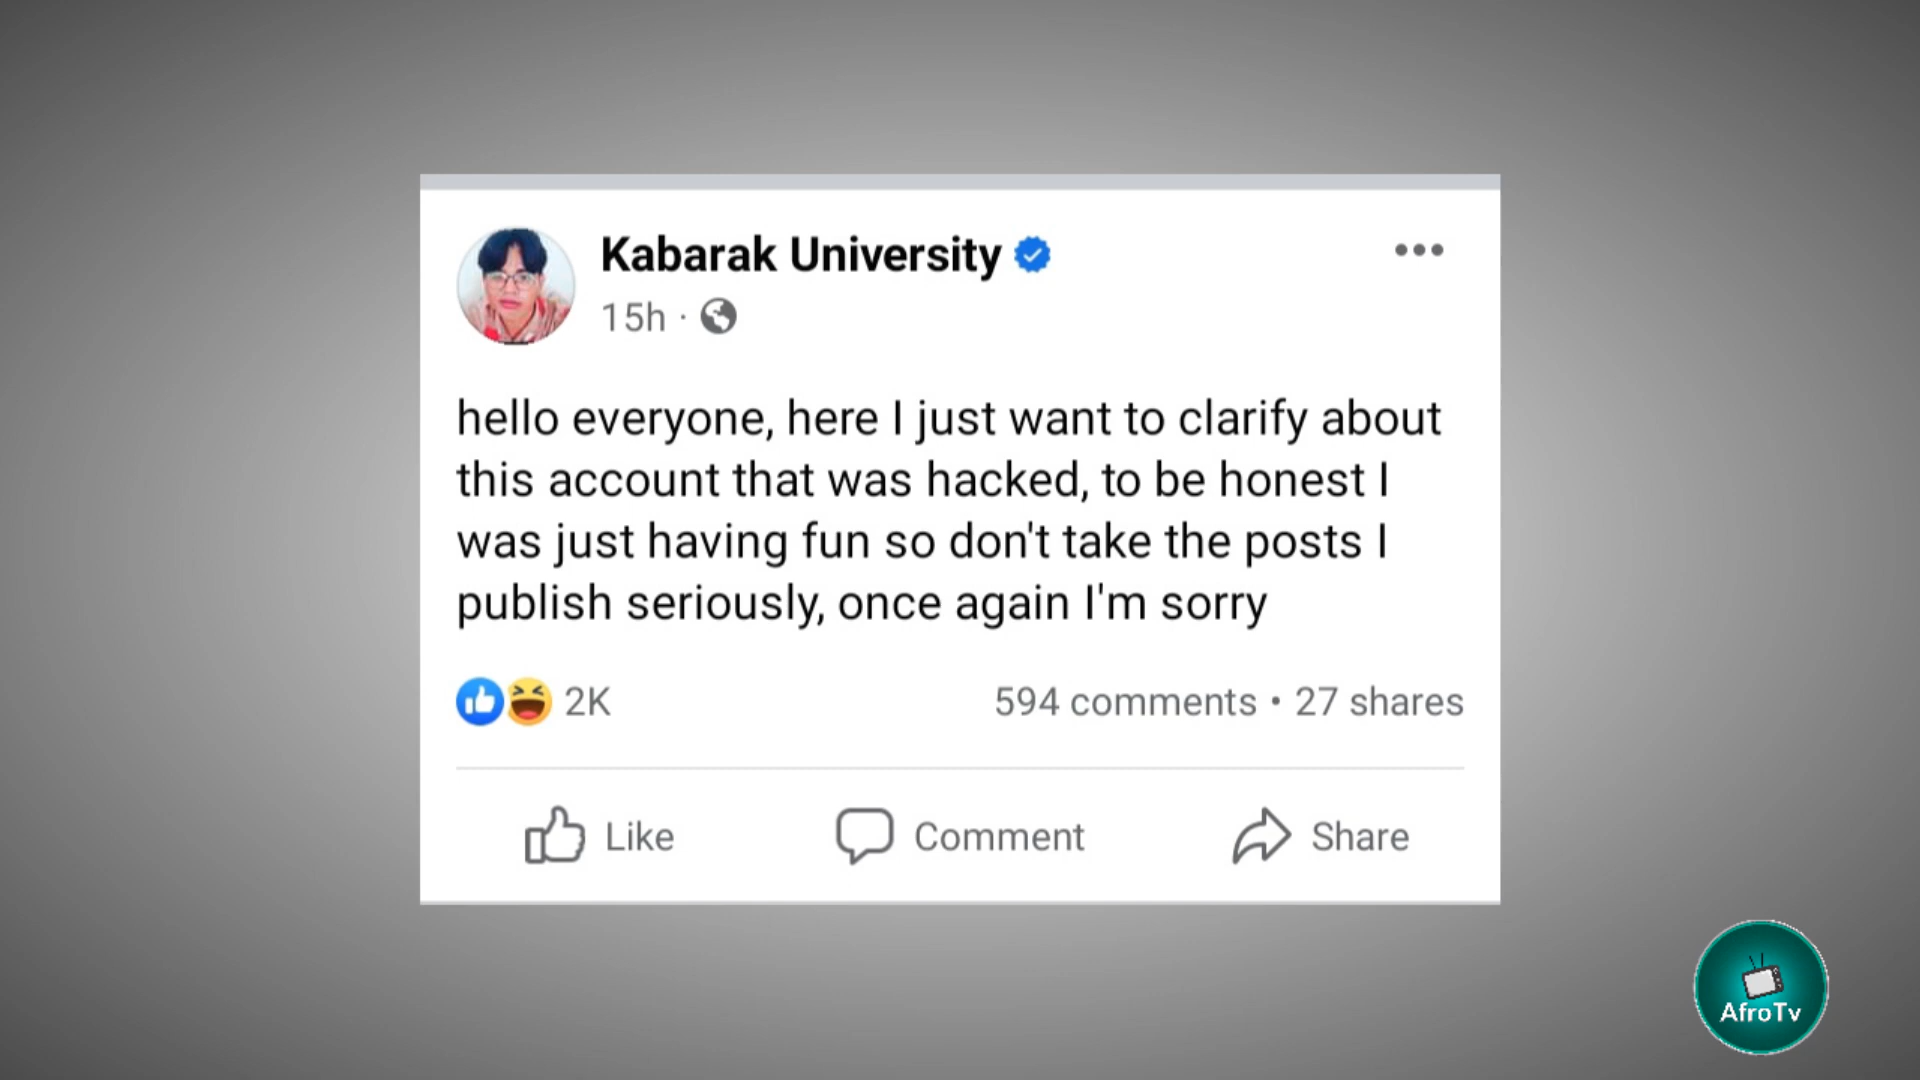 Kabarak University
15h ·
hello everyone, here I just want to clarify about
this account that was hacked, to be honest I
was just having fun so don't take the posts I
publish seriously, once again I'm sorry
2K
594 comments • 27 shares
Like
Comment
Share
AfroTv